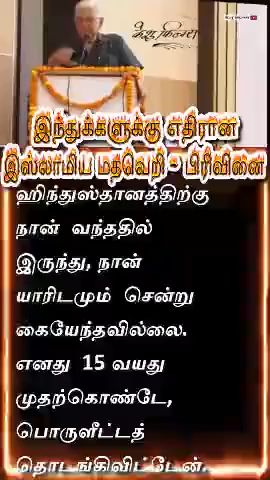 இந்துக்களுக்கு எதிரான
இஸ்லாமிய மதவெறி - பிரிவினை
ஹிந்துஸ்தானத்திற்கு
நான் வந்ததில்
இருந்து, நான்
யாரிடமும் சென்று
கையேந்தவில்லை.
எனது 15 வயது
முதற்கொண்டே,
பொருளீட்டத்
தொடங்கிவிட்டேன்.